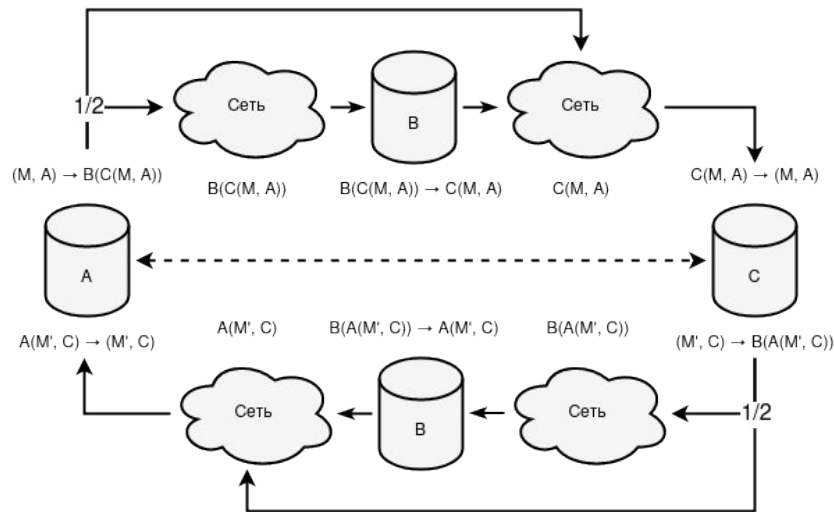 1/2
Сеть
B
Сеть
(M, A) → B(C(M, A))
B(C(M, A))
B(C(M, A)) → C(M, A)
C(M, A)
C(M, A) → (M, A)
A
C
A(M', C) → (M', C)
A(M', C)
B(A(M', C)) → A(M', C)
B(A(M', C))
(M', C) → B(A(M', C))
Сеть
B
Сеть
1/2